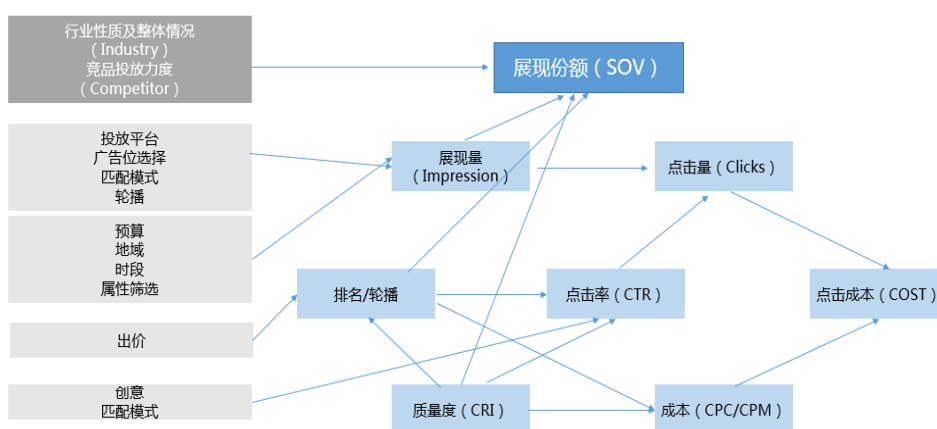 行业性质及整体情况
（Industry）
竞品投放力度
（Competitor）
展现份额（SOV）
投放平台
广告位选择
匹配模式
轮播
展现量
（Impression）
点击量（Clicks）
预算
地域
时段
属性筛选
排名/轮播
点击率（CTR）
点击成本（COST）
出价
创意
匹配模式
质量度（CRI）
成本（CPC/CPM）